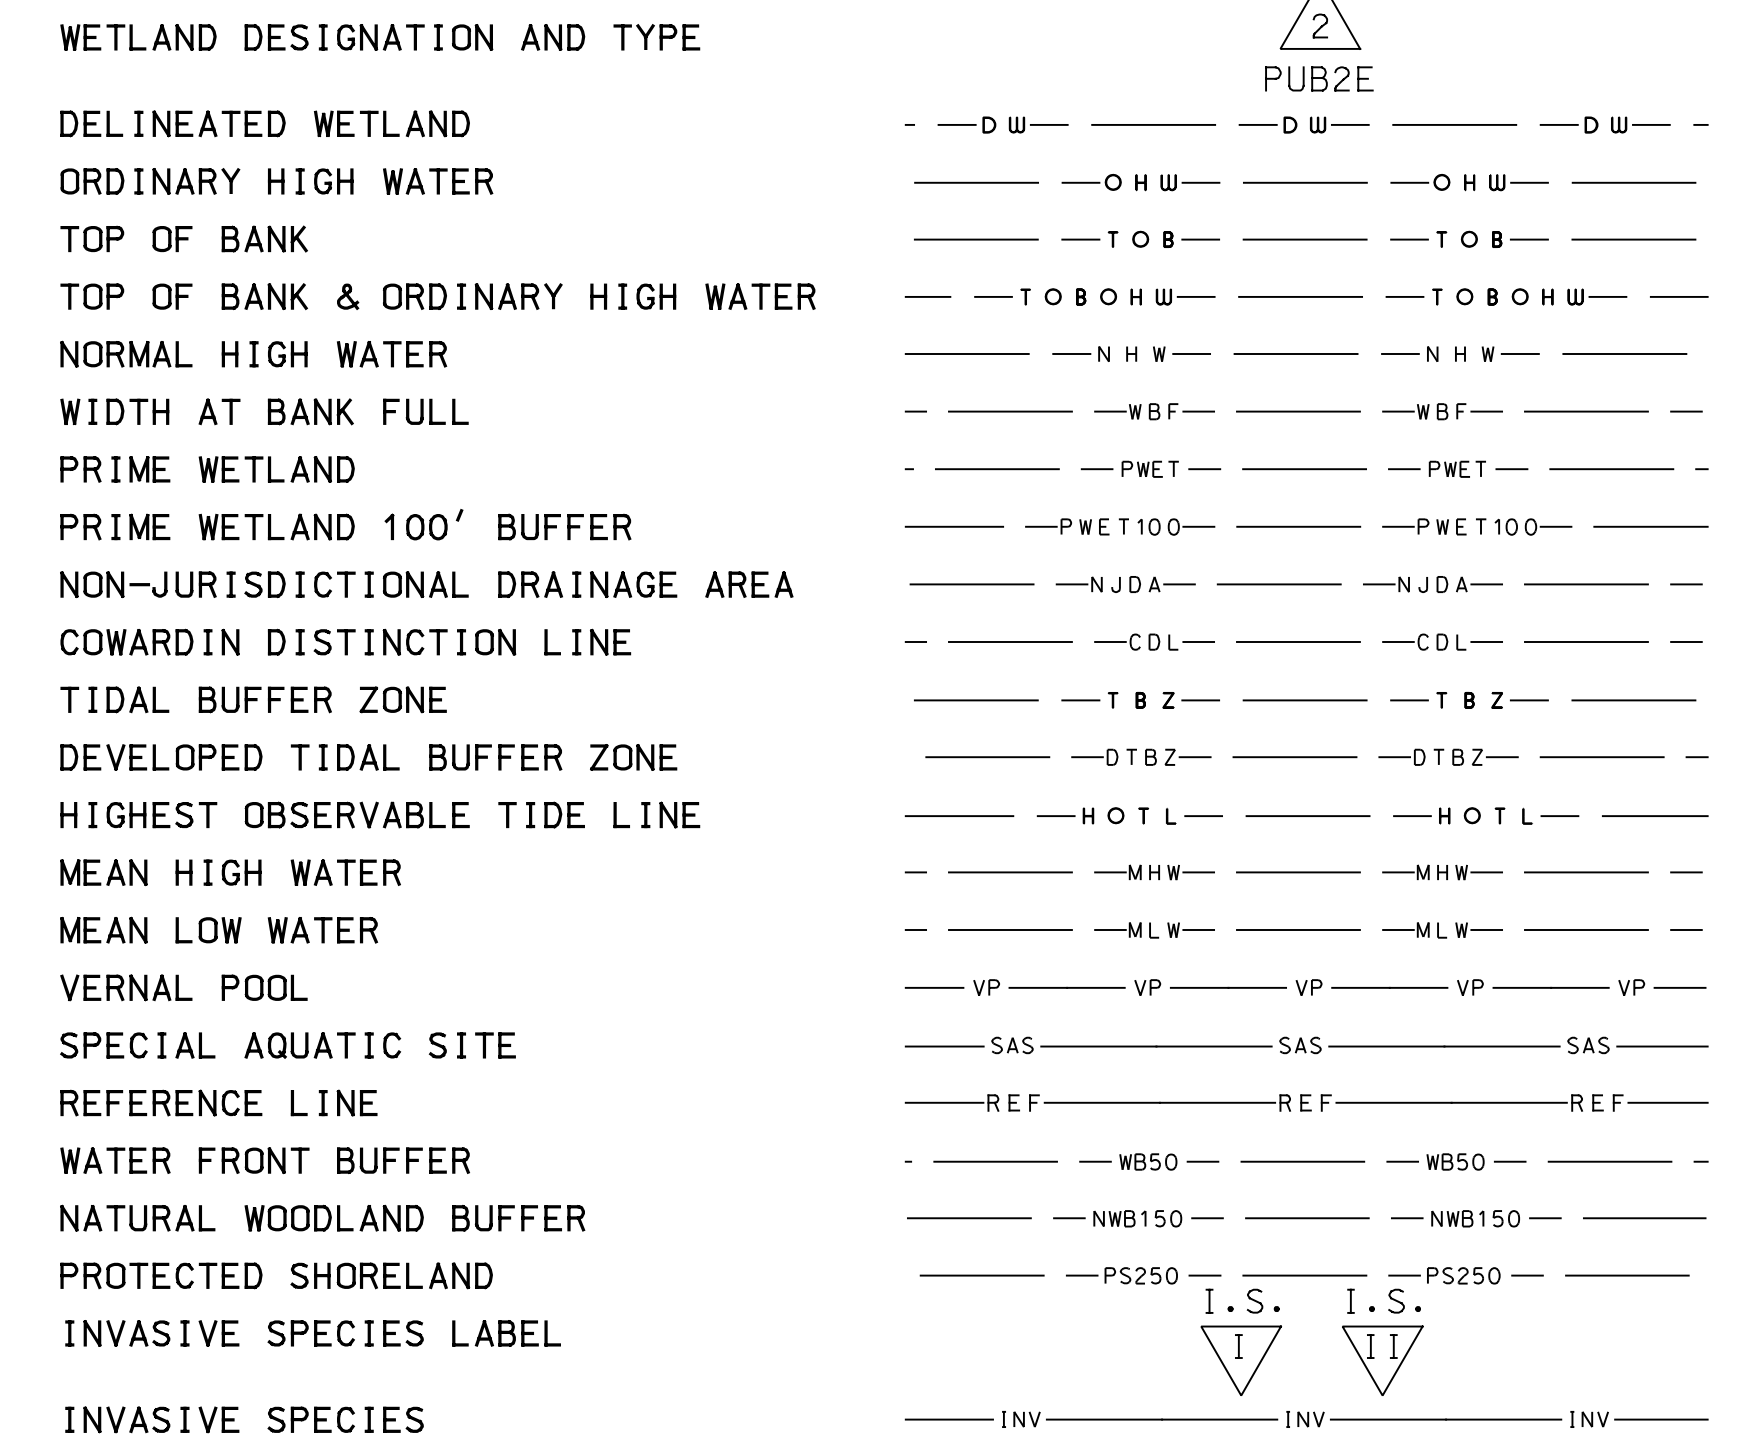 WETLAND DESIGNATION AND TYPE 2
PUB2E
DELINEATED WETLAND DW DW DW
ORDINARY HIGH WATER OHW OHW
TOP OF BANK TOB TOB
TOP OF BANK & ORDINARY HIGH WATER TOBOHW TOBOHW
NORMAL HIGH WATER NHW NHW
WIDTH AT BANK FULL WBF WBF
PRIME WETLAND PWET PWET
PRIME WETLAND 100' BUFFER PWET100 PWET100
NON-JURISDICTIONAL DRAINAGE AREA NJDA NJDA
COWARDIN DISTINCTION LINE CDL CDL
TIDAL BUFFER ZONE TBZ TBZ
DEVELOPED TIDAL BUFFER ZONE DTBZ DTBZ
HIGHEST OBSERVABLE TIDE LINE HOTL HOTL
MEAN HIGH WATER MHW MHW
MEAN LOW WATER MLW MLW
VERNAL POOL VP VP VP VP VP
SPECIAL AQUATIC SITE SAS SAS SAS
REFERENCE LINE REF REF REF
WATER FRONT BUFFER WB50 WB50
NATURAL WOODLAND BUFFER NWB150 NWB150
PROTECTED SHORELAND PS250 PS250
I.S. I.S.
INVASIVE SPECIES LABEL I II
INVASIVE SPECIES INV INV INV